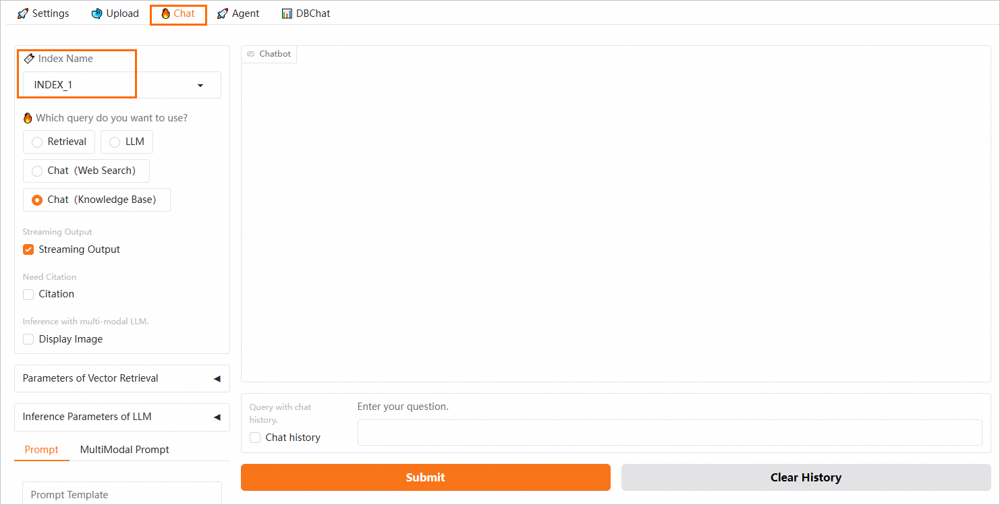 Settings
Upload
Chat
Agent
DBChat
Index Name
INDEX_1
Which query do you want to use?
Retrieval
LLM
Chat（Web Search）
Chat（Knowledge Base）
Streaming Output
Streaming Output
Need Citation
Citation
Inference with multi-modal LLM.
Display Image
Parameters of Vector Retrieval
Inference Parameters of LLM
Prompt
MultiModal Prompt
Prompt Template
Chatbot
Query with chat
history.
Chat history
Enter your question.
Submit
Clear History